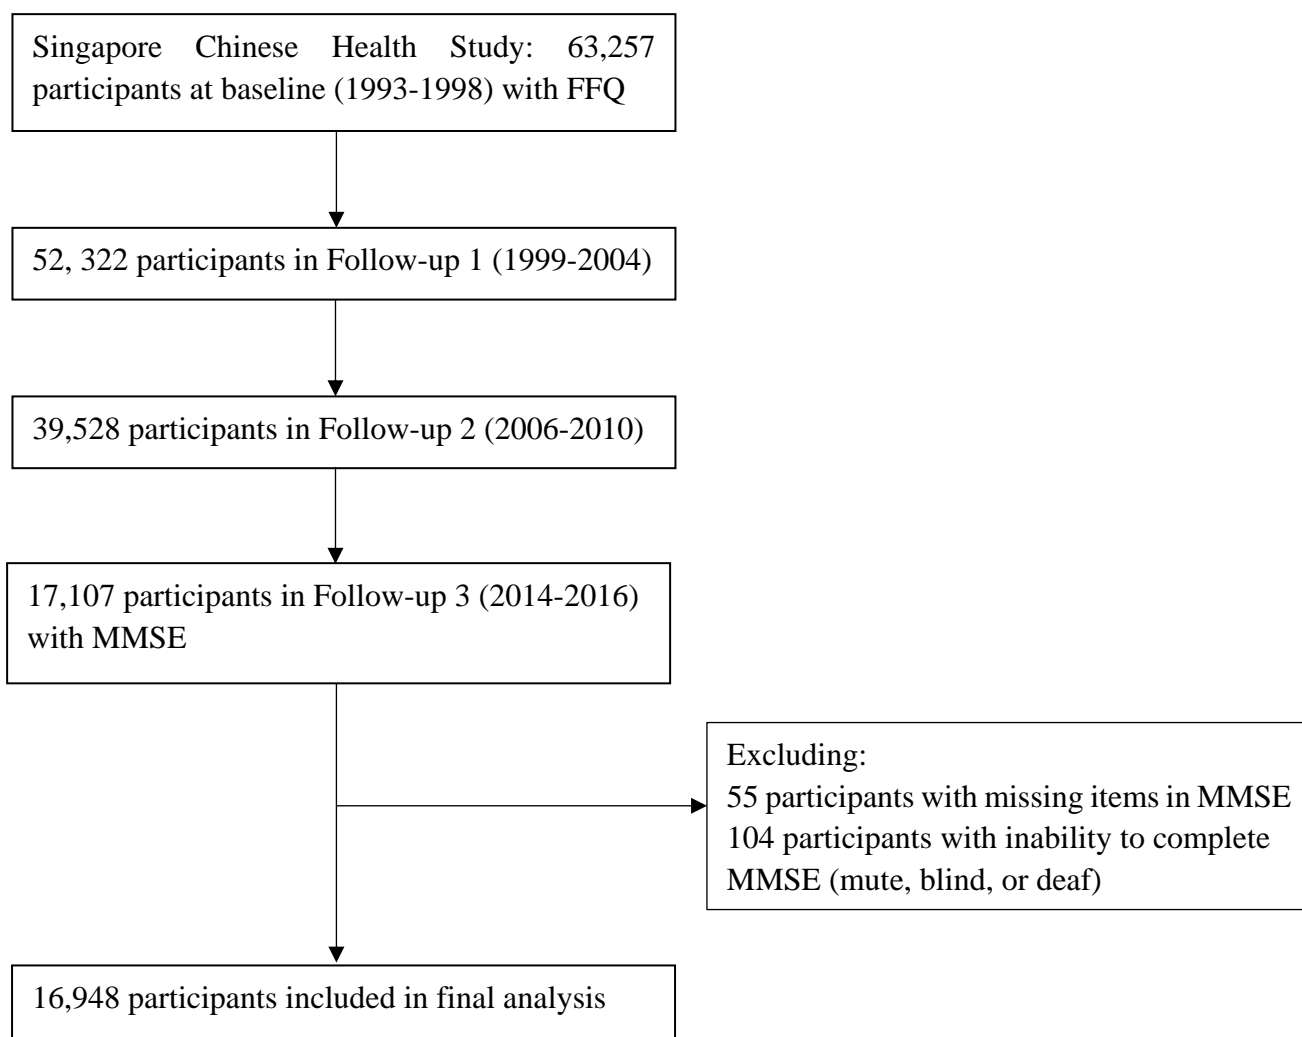 Singapore Chinese Health Study: 63,257
participants at baseline (1993-1998) with FFQ
52, 322 participants in Follow-up 1 (1999-2004)
39,528 participants in Follow-up 2 (2006-2010)
17,107 participants in Follow-up 3 (2014-2016)
with MMSE
Excluding:
55 participants with missing items in MMSE
104 participants with inability to complete
MMSE (mute, blind, or deaf)
16,948 participants included in final analysis